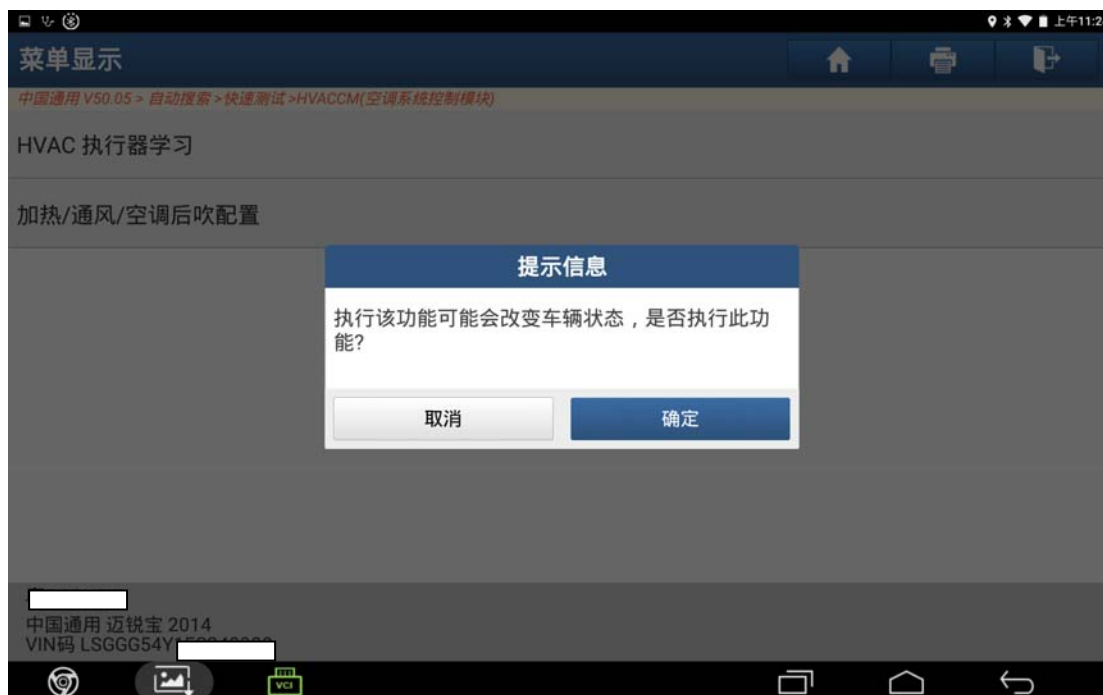 上午11:2
菜单显示
中国通用 V50.05 > 自动搜索 > 快速测试 >HVACCM(空调系统控制模块)
HVAC 执行器学习
加热/通风/空调后吹配置
提示信息
执行该功能可能会改变车辆状态，是否执行此功
能?
取消
确定
中国通用 迈锐宝 2014
VIN码 LSGGG54Y
VCI